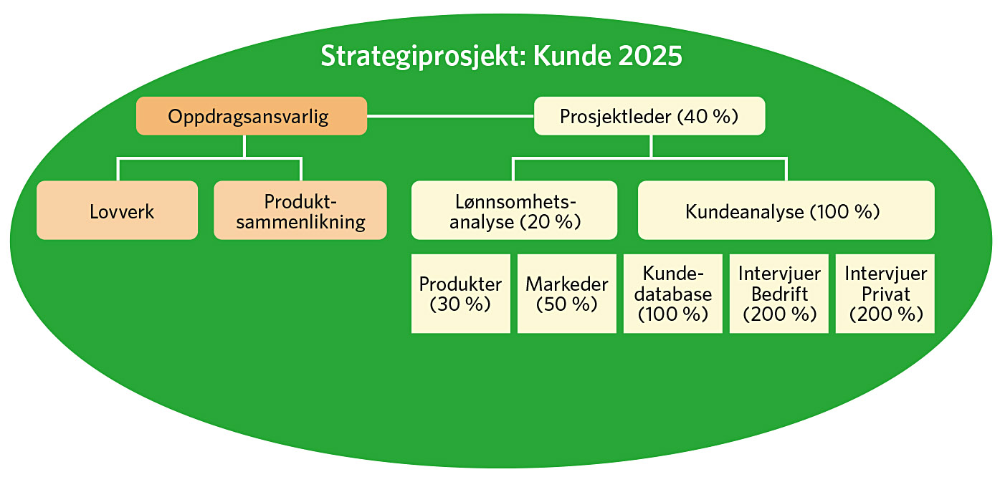 Strategiprosjekt: Kunde 2025
Oppdragsansvarlig
Prosjektleder (40 %)
Lovverk
Produkt-
sammenlikning
Lønnsomhets-
analyse (20 %)
Kundeanalyse (100 %)
Produkter
(30 %)
Markeder
(50 %)
Kunde-
database
(100 %)
Intervjuer
Bedrift
(200 %)
Intervjuer
Privat
(200 %)